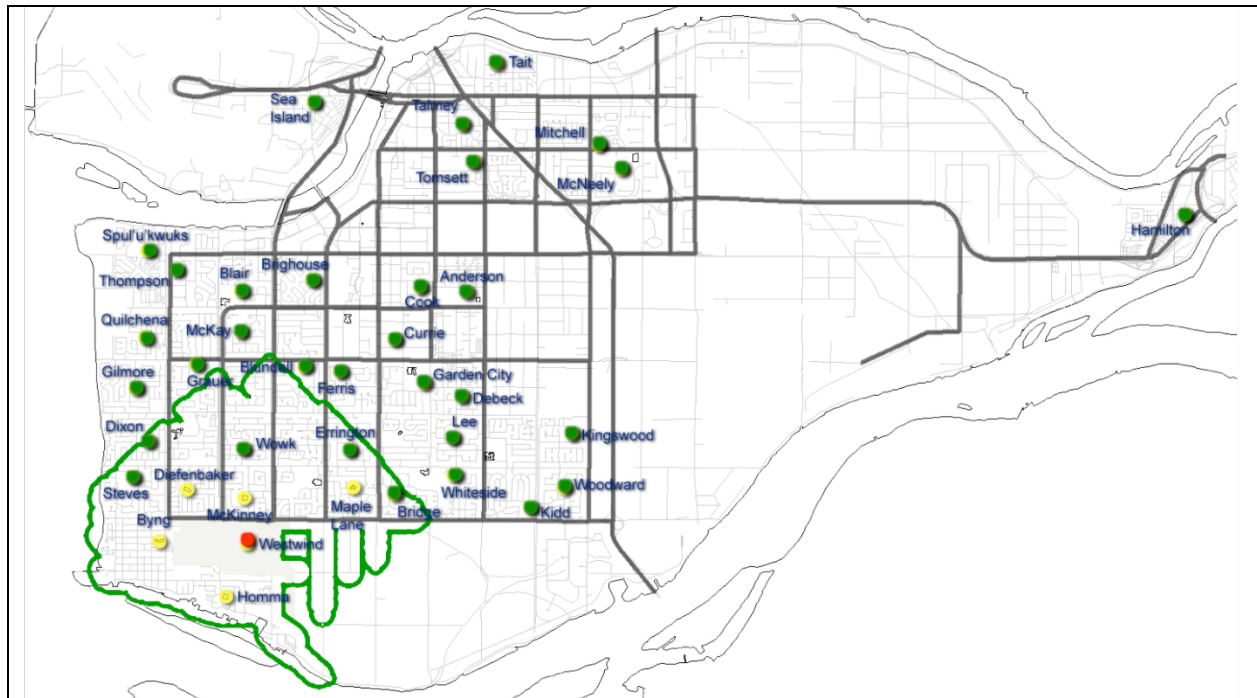 Tait
Sea
Island
Talmey
Mitchell
Tomsett
McNeely
Hamilton
Spul'u'kwuks
Thompson
Blair
Brighouse
Cook
Anderson
Quilchena
McKay
Currie
Gilmore
Grauer
Blundell
Ferris
Garden City
Debeck
Dixon
Wowk
Errington
Lee
Kingswood
Diefenbaker
Steves
McKinney
Maple
Lane
Bridge
Whiteside
Woodward
Kidd
Byng
Westwind
Homma